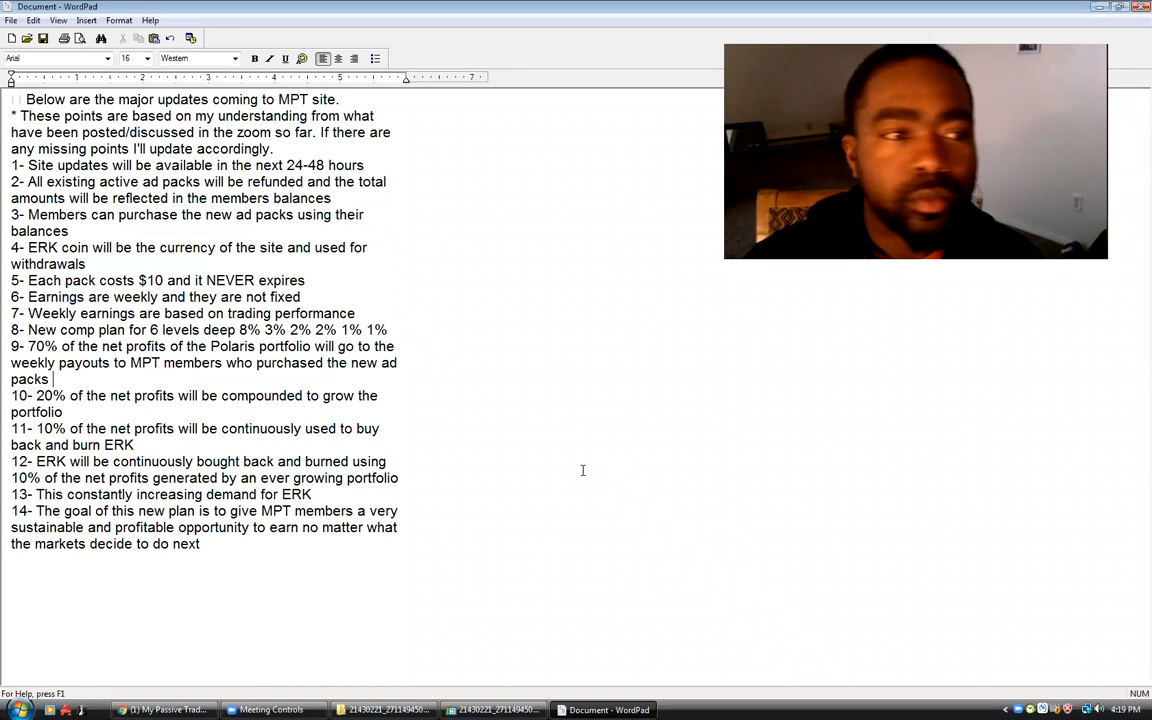 Document - WordPad
File Edit View Insert Format Help
Arial 16 Western B I U
1 2 3 4 5 7
Below are the major updates coming to MPT site.
* These points are based on my understanding from what
have been posted/discussed in the zoom so far. If there are
any missing points I'll update accordingly.
1- Site updates will be available in the next 24-48 hours
2- All existing active ad packs will be refunded and the total
amounts will be reflected in the members balances
3- Members can purchase the new ad packs using their
balances
4- ERK coin will be the currency of the site and used for
withdrawals
5- Each pack costs $10 and it NEVER expires
6- Earnings are weekly and they are not fixed
7- Weekly earnings are based on trading performance
8- New comp plan for 6 levels deep 8% 3% 2% 2% 1% 1%
9- 70% of the net profits of the Polaris portfolio will go to the
weekly payouts to MPT members who purchased the new ad
packs
10- 20% of the net profits will be compounded to grow the
portfolio
11- 10% of the net profits will be continuously used to buy
back and burn ERK
12- ERK will be continuously bought back and burned using
10% of the net profits generated by an ever growing portfolio
13- This constantly increasing demand for ERK
14- The goal of this new plan is to give MPT members a very
sustainable and profitable opportunity to earn no matter what
the markets decide to do next
For Help, press F1 NUM
(1) My Passive Trad... Meeting Controls 21430221_271149450... 21430221_271149450... Document - WordPad 4:19 PM